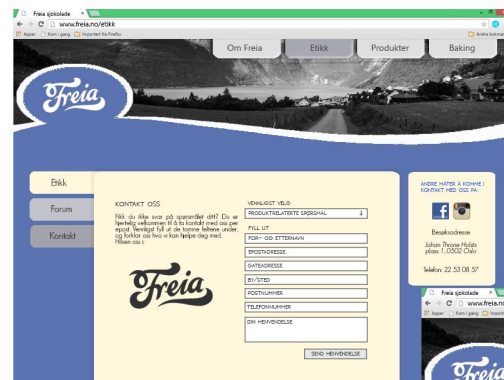 Freia sjokolade
www.freia.no/etikk
Apper
Kom i gang
Importert fra Firefox
Andre bokmer
Om Freia
Etikk
Produkter
Baking
Freia
Etikk
Forum
Kontakt
KONTAKT OSS
Fikk du ikke svar på spørsmålet ditt? Du er
hjertelig velkommen til å ta kontakt med oss per
epost. Vennligst fyll ut de tomme feltene under,
og forklar oss hva vi kan hjelpe deg med.
Hilsen oss i:
Freia
VENNLIGST VELG
PRODUKTRELATERTE SPØRSMÅL
FYLL UT
FOR- OG ETTERNAVN
EPOSTADRESSE
GATEADRESSE
BY/STED
POSTNUMMER
TELEFONNUMMER
DIN HENVENDELSE
SEND HENVENDELSE
ANDRE MÅTER Å KOMME I
KONTAKT MED OSS PÅ:
Besøksadresse
Johan Throne Holsts
plass 1, 0502 Oslo.
Telefon: 22 53 08 57
Freia sjokolade
www.freia.no
Apper
Kom i gang
Import
Freia